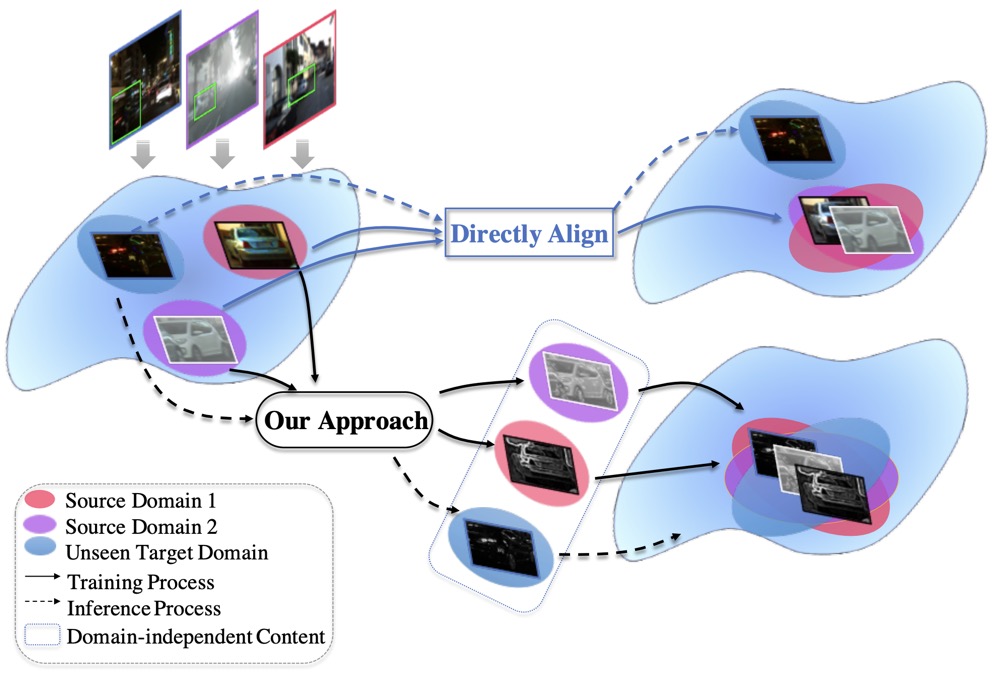 Directly Align
Our Approach
Source Domain 1
Source Domain 2
Unseen Target Domain
Training Process
Inference Process
Domain-independent Content